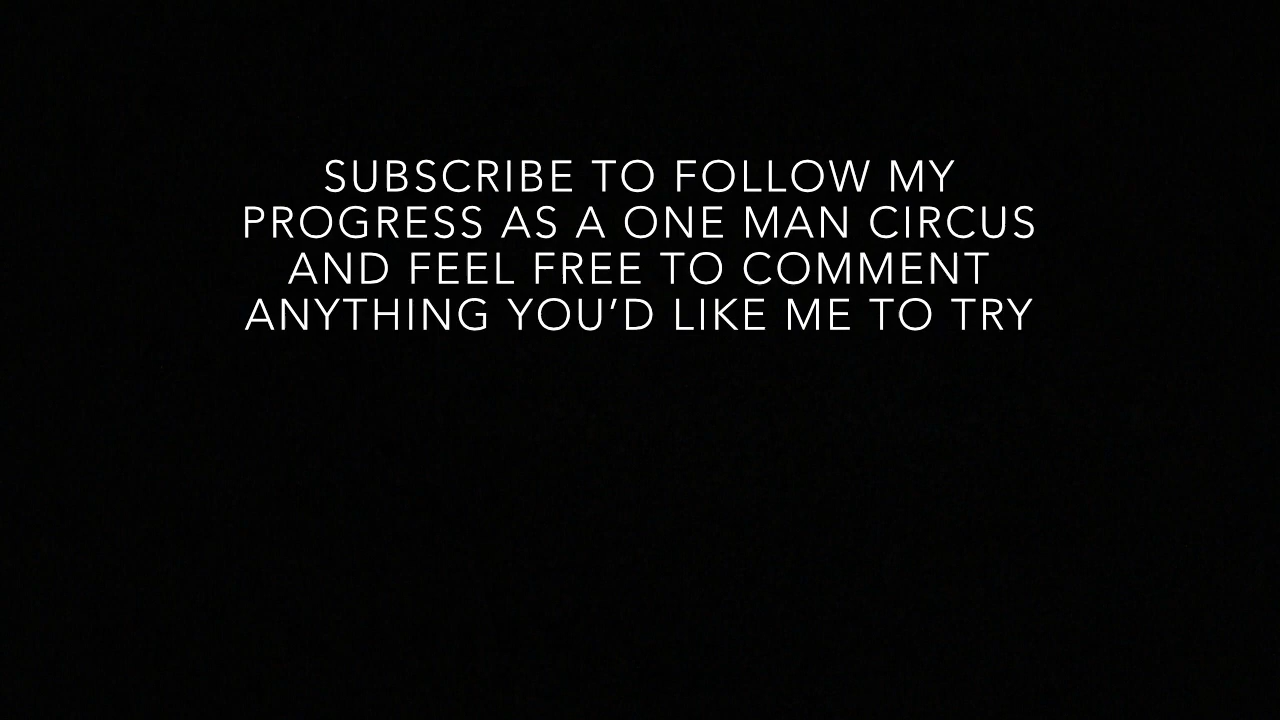 SUBSCRIBE TO FOLLOW MY
PROGRESS AS A ONE MAN CIRCUS
AND FEEL FREE TO COMMENT
ANYTHING YOU’D LIKE ME TO TRY